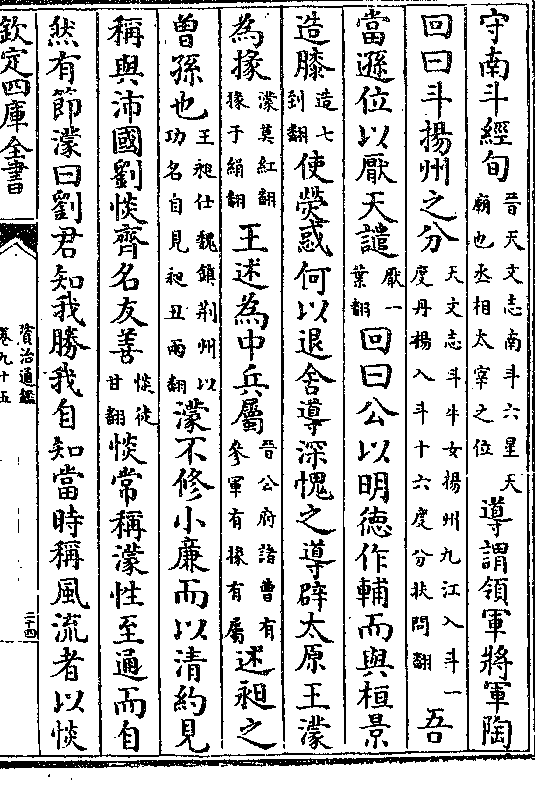 守南斗經旬晉天文志南斗六星天廟也丞相太宰之位導謂領軍將軍陶
回曰斗揚州之分天文志斗牛女揚州九江入斗一度丹揚入斗十六度分扶問翻吾
當遜位以厭天譴厭一葉翻回曰公以明德作輔而與桓景
造膝造七到翻使熒惑何以退舍導深愧之導辟太原王濛
為掾濛莫紅翻掾于絹翻王述為中兵屬晉公府諸曹有參軍有掾有屬述昶之
曾孫也王昶仕魏鎮荆州以功名自見昶丑兩翻濛不修小廉而以清約見
稱與沛國劉惔齊名友善惔徒甘翻惔常稱濛性至通而自
然有節濛曰劉君知我勝我自知當時稱風流者以惔
欽定四庫全書
資治通鑑
卷九十五
二十四